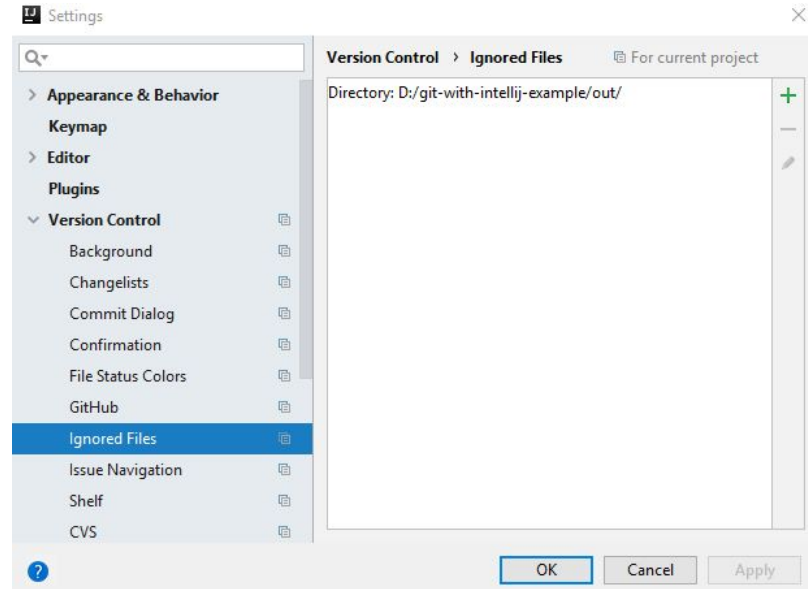 IJ Settings
Version Control › Ignored Files For current project
Appearance & Behavior
Keymap
Editor
Plugins
Version Control
Background
Changelists
Commit Dialog
Confirmation
File Status Colors
GitHub
Ignored Files
Issue Navigation
Shelf
CVS
Directory: D:/git-with-intellij-example/out/
? OK Cancel Apply